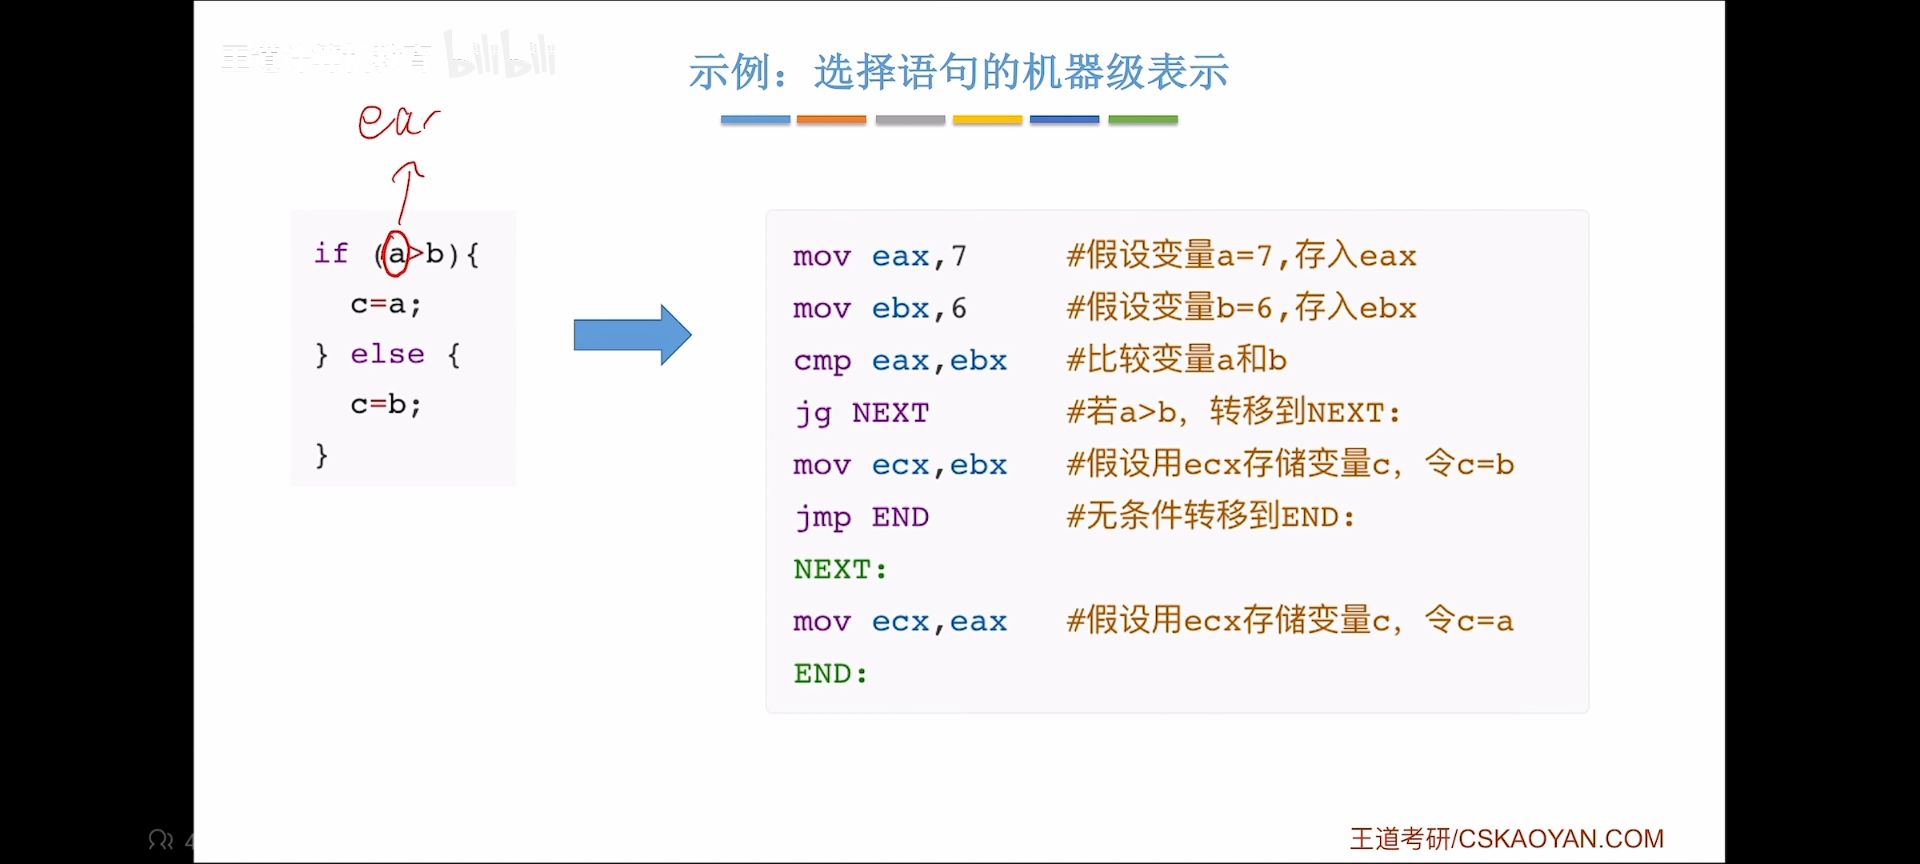 王道计算机教育 bilibili
示例：选择语句的机器级表示
if (a>b){
c=a;
} else {
c=b;
}
mov eax,7 #假设变量a=7,存入eax
mov ebx,6 #假设变量b=6,存入ebx
cmp eax,ebx #比较变量a和b
jg NEXT #若a>b，转移到NEXT:
mov ecx,ebx #假设用ecx存储变量c，令c=b
jmp END #无条件转移到END:
NEXT:
mov ecx,eax #假设用ecx存储变量c，令c=a
END:
王道考研/CSKAOYAN.COM